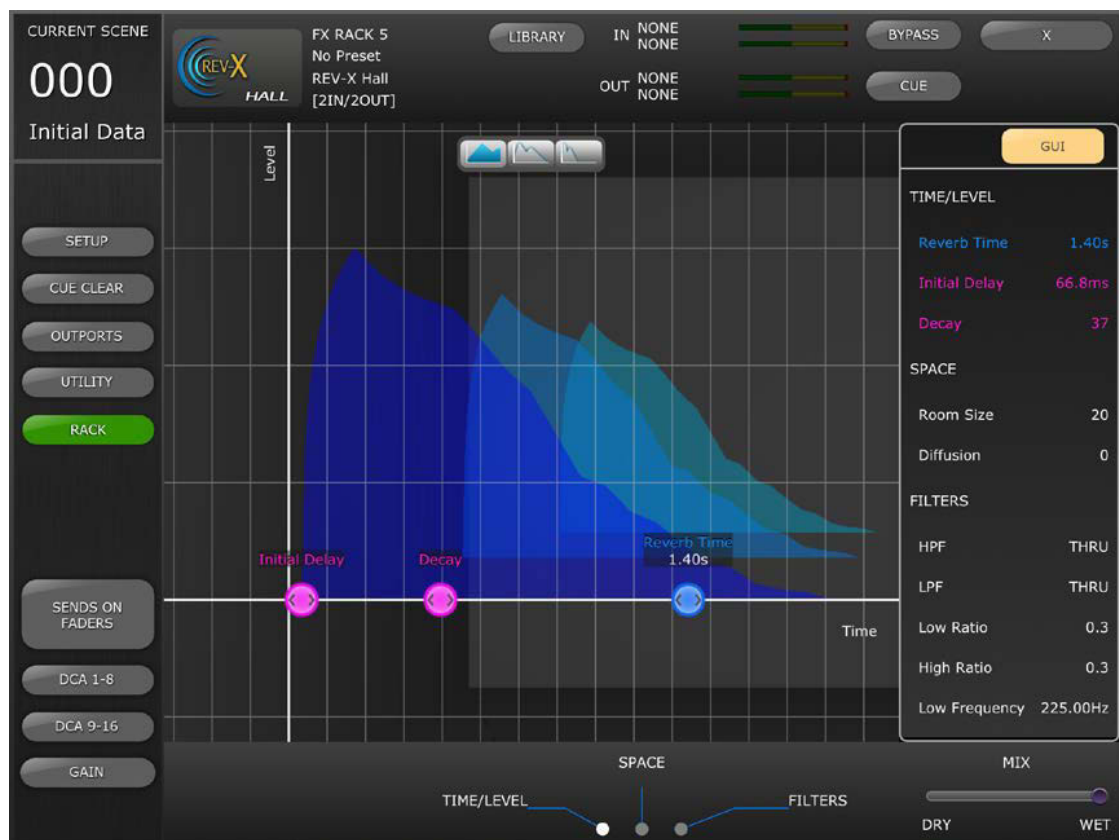 CURRENT SCENE
000
Initial Data
SETUP
CUE CLEAR
OUTPORTS
UTILITY
RACK
SENDS ON
FADERS
DCA 1-8
DCA 9-16
GAIN
REV-X
HALL
FX RACK 5
No Preset
REV-X Hall
[2IN/2OUT]
LIBRARY
IN NONE
NONE
OUT NONE
NONE
BYPASS
X
CUE
Level
Initial Delay
Decay
Reverb Time
1.40s
Time
GUI
TIME/LEVEL
Reverb Time 1.40s
Initial Delay 66.8ms
Decay 37
SPACE
Room Size 20
Diffusion 0
FILTERS
HPF THRU
LPF THRU
Low Ratio 0.3
High Ratio 0.3
Low Frequency 225.00Hz
SPACE
TIME/LEVEL
FILTERS
MIX
DRY WET